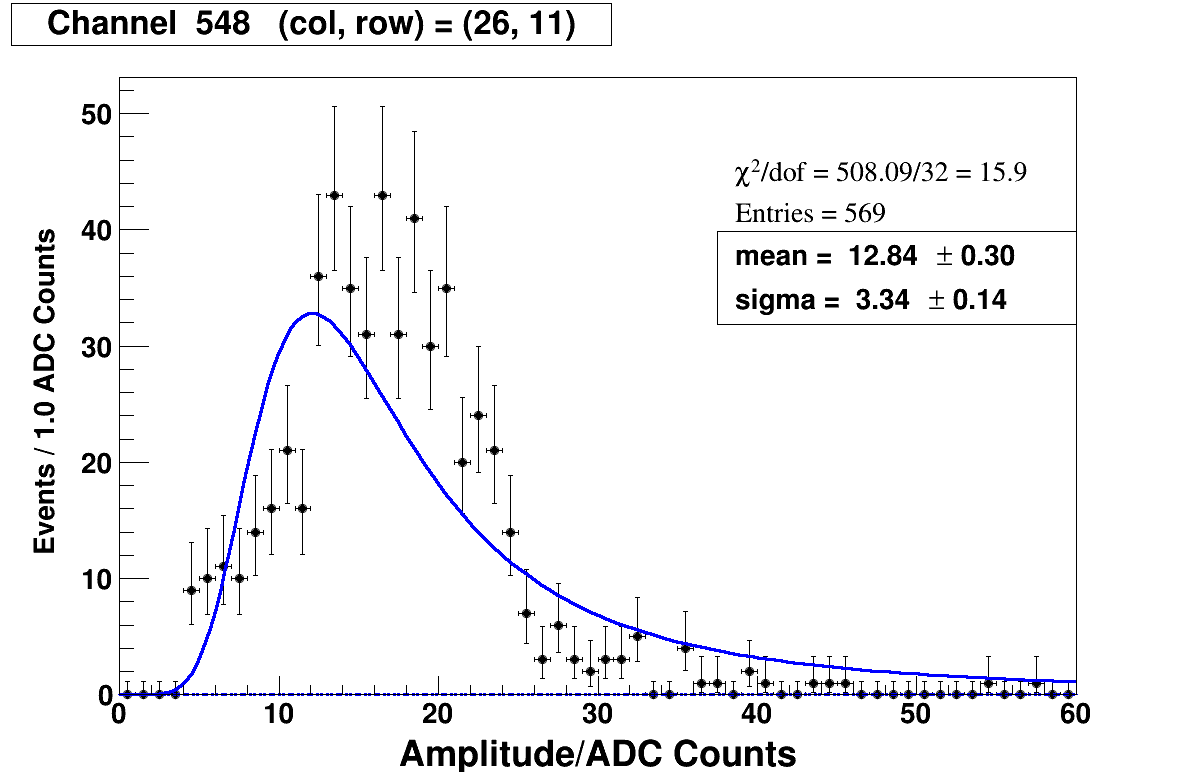 Channel 548 (col, row) = (26, 11)
50
40
30
20
10
0
Events / 1.0 ADC Counts
χ²/dof = 508.09/32 = 15.9
Entries = 569
mean = 12.84 ± 0.30
sigma = 3.34 ± 0.14
0 10 20 30 40 50 60
Amplitude/ADC Counts